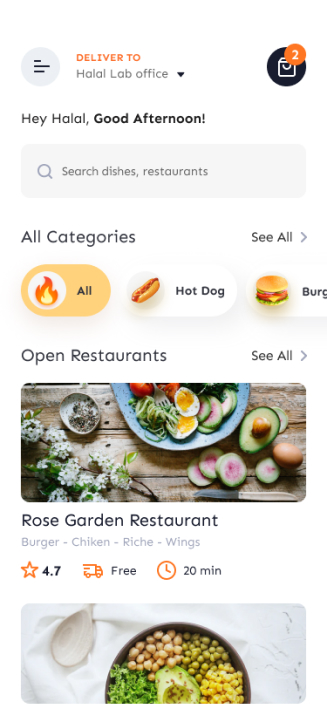 DELIVER TO
Halal Lab office
2
Hey Halal, Good Afternoon!
Search dishes, restaurants
All Categories
See All
All
Hot Dog
Burg
Open Restaurants
See All
Rose Garden Restaurant
Burger - Chiken - Riche - Wings
4.7
Free
20 min